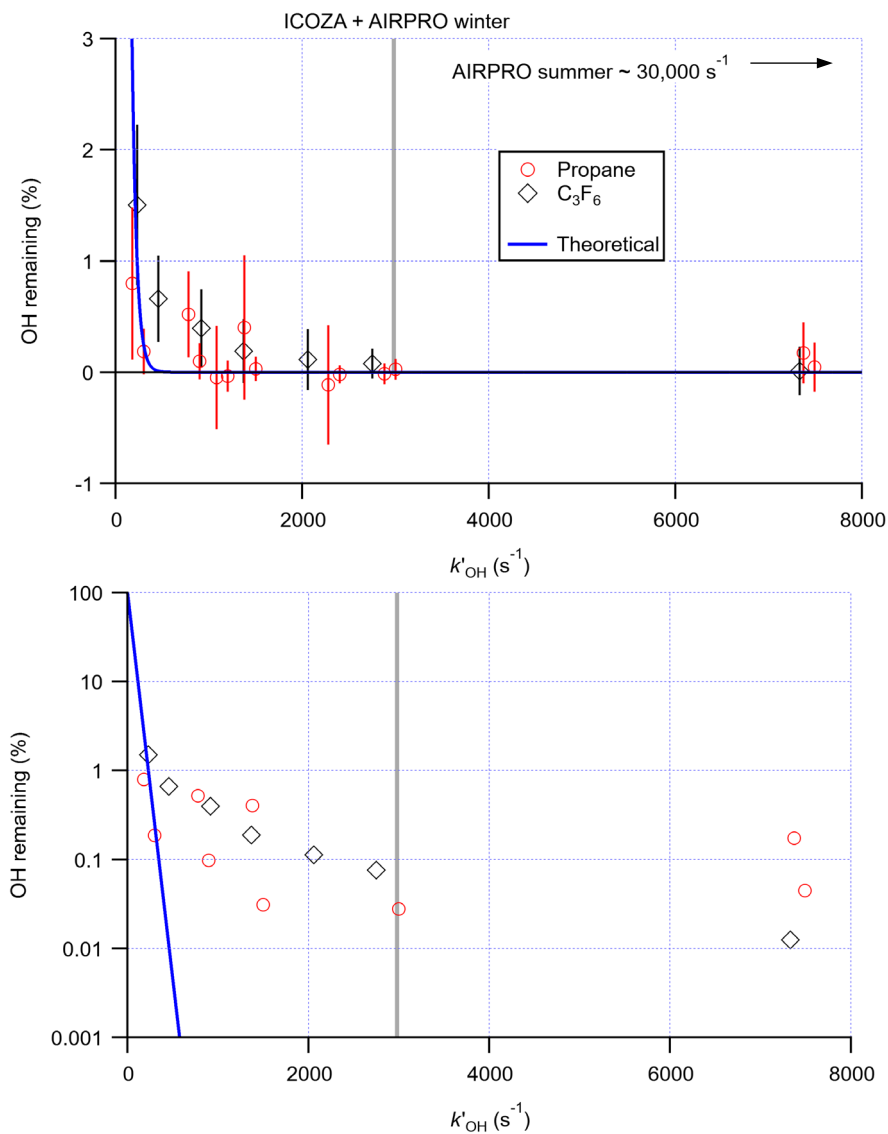 ICOZA + AIRPRO winter
3
AIRPRO summer ~ 30,000 s⁻¹
2
Propane
C₃F₆
Theoretical
1
0
-1
OH remaining (%)
0 2000 4000 6000 8000
k'OH (s⁻¹)
100
10
1
0.1
0.01
0.001
OH remaining (%)
0 2000 4000 6000 8000
k'OH (s⁻¹)